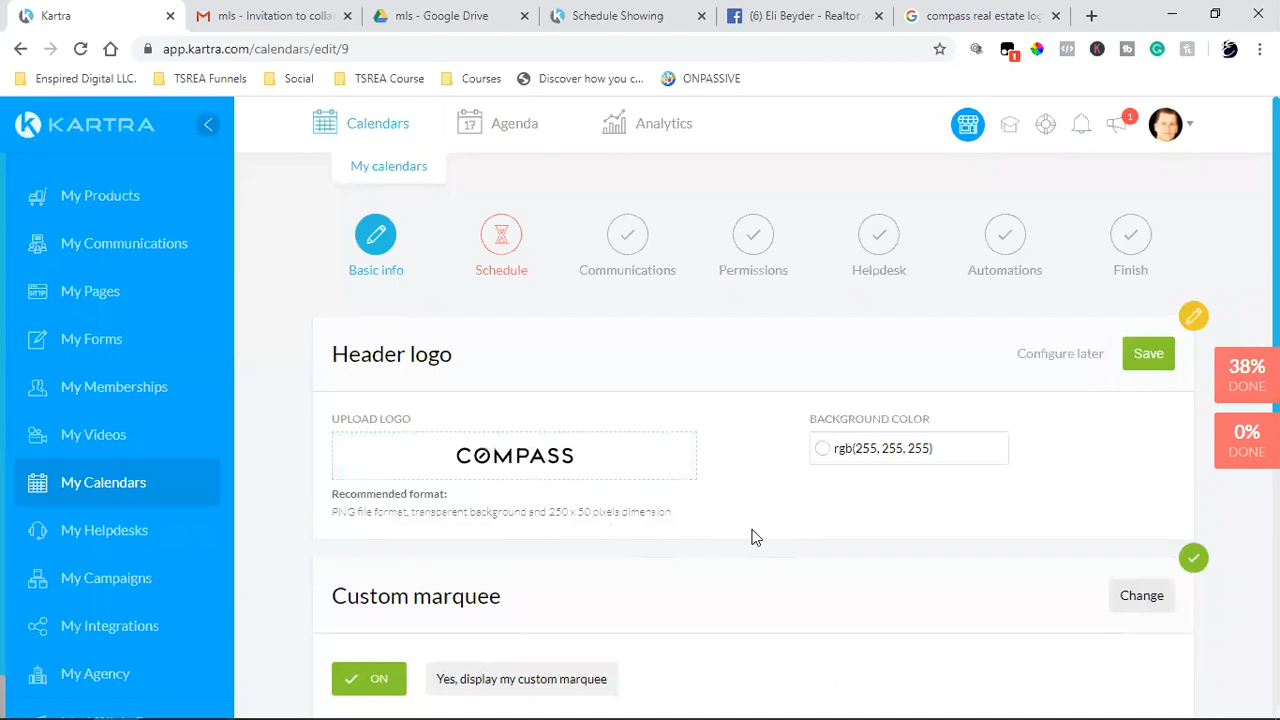 Kartra
mls - Invitation to colla
mls - Google Drive
Schedule Showing
(6) Eli Beyder - Realtor
compass real estate log
app.kartra.com/calendars/edit/9
1
Enspired Digital LLC.
TSREA Funnels
Social
TSREA Course
Courses
Discover how you c...
ONPASSIVE
KARTRA
Calendars
17
Agenda
Analytics
1
My calendars
My Products
My Communications
HTTP
My Pages
My Forms
My Memberships
My Videos
My Calendars
My Helpdesks
My Campaigns
My Integrations
My Agency
Basic info
Schedule
Communications
Permissions
Helpdesk
Automations
Finish
Header logo
Configure later
Save
38%
DONE
0%
DONE
UPLOAD LOGO
BACKGROUND COLOR
COMPASS
rgb(255, 255, 255)
Recommended format:
PNG file format, transparent background and 250 x 50 pixels dimension
Custom marquee
Change
ON
Yes, display my custom marquee